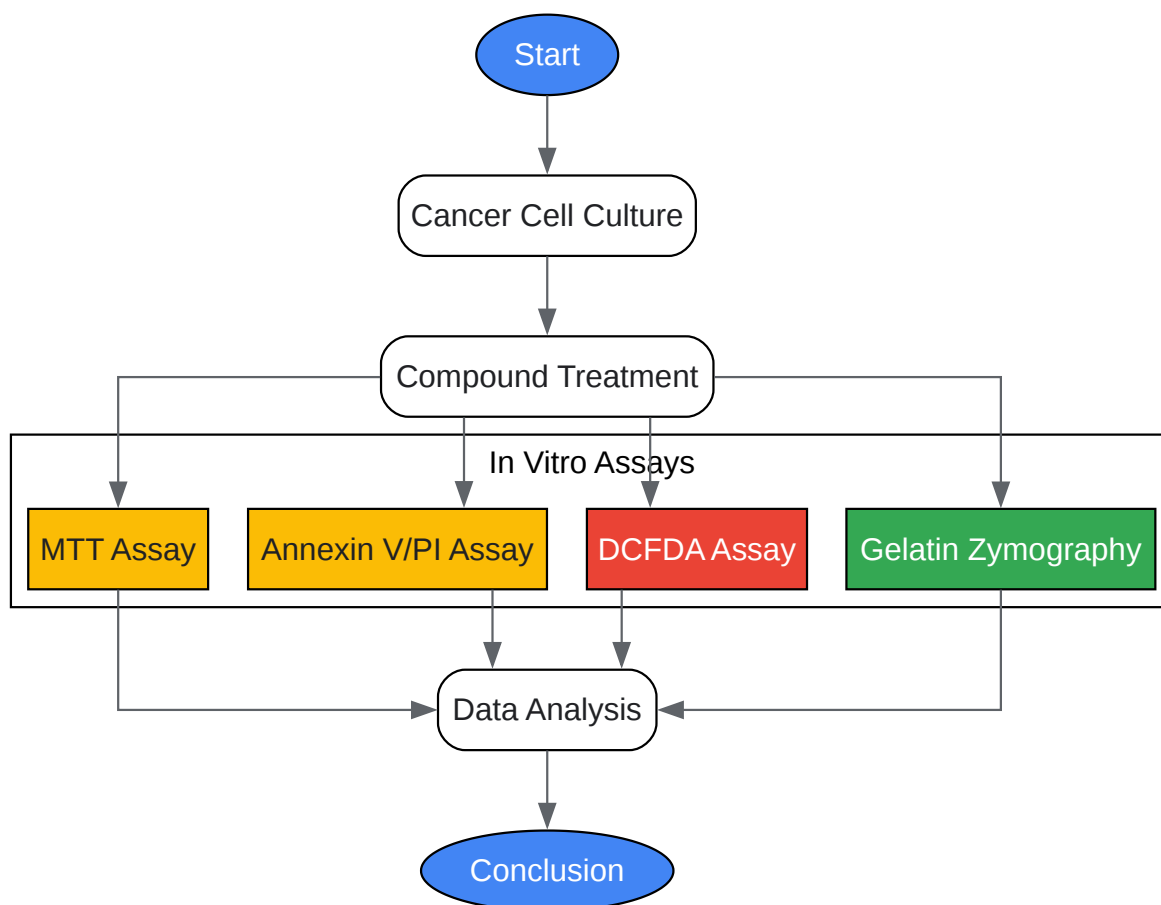 Start
Cancer Cell Culture
Compound Treatment
In Vitro Assays
MTT Assay
Annexin V/PI Assay
DCFDA Assay
Gelatin Zymography
Data Analysis
Conclusion